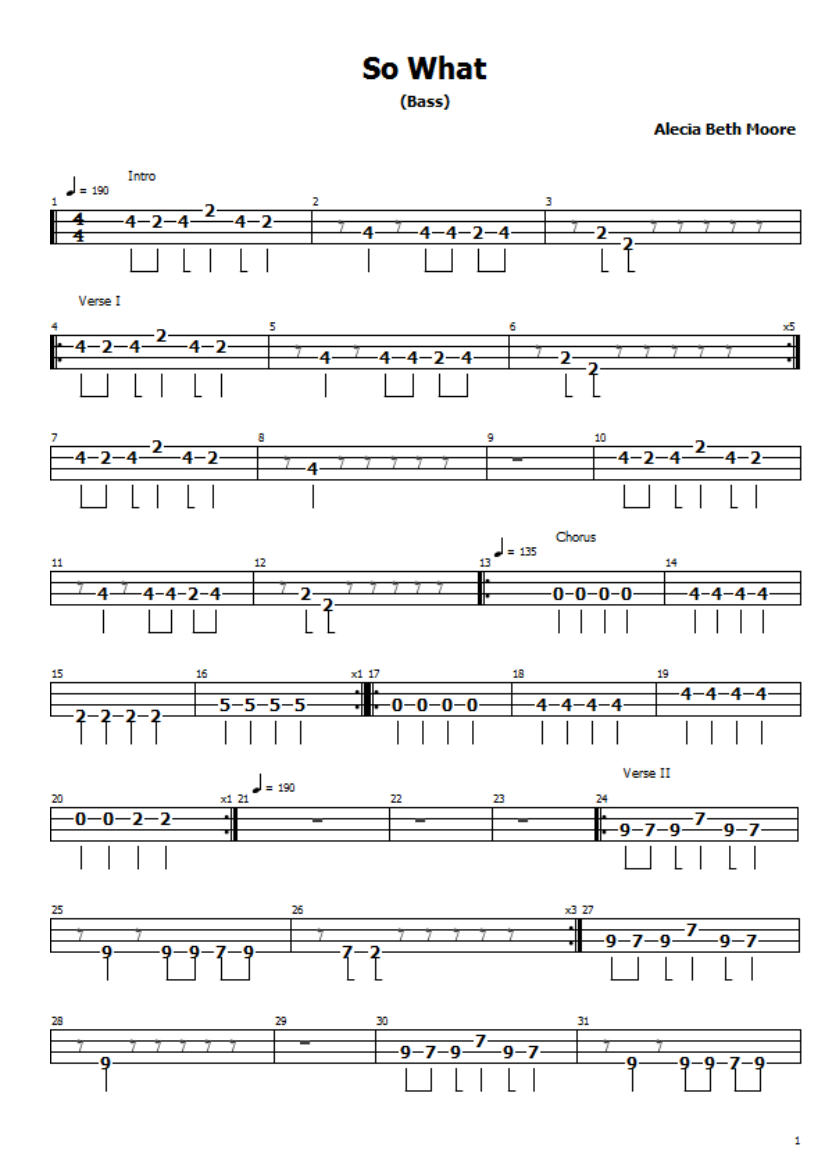 So What
(Bass)
Alecia Beth Moore
Intro
= 190
1 2 3
4 4
4 2 4 2 4 2 4 4 4 2 4 2 2
Verse I
4 5 6 x5
4 2 4 2 4 2 4 4 4 2 4 2 2
7 8 9 10
4 2 4 2 4 2 4 4 2 4 2 4 2
Chorus
= 135
11 12 13 14
4 4 4 2 4 2 2 0 0 0 0 4 4 4 4
15 16 x1 17 18 19
2 2 2 2 5 5 5 5 0 0 0 0 4 4 4 4 4 4 4 4
Verse II
= 190
20 x1 21 22 23 24
0 0 2 2 9 7 9 7 9 7
25 26 x3 27
9 9 9 7 9 7 2 9 7 9 7 9 7
28 29 30 31
9 9 7 9 7 9 7 9 9 9 7 9
1